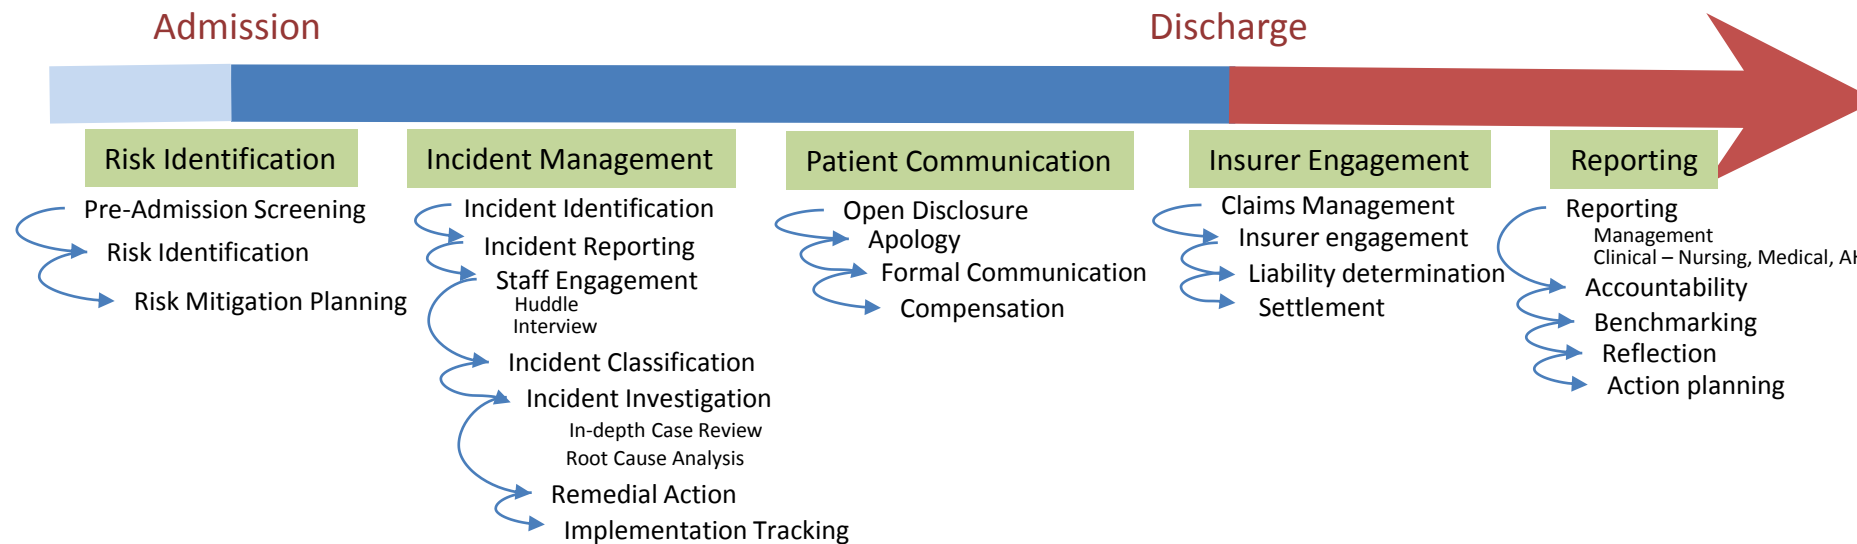 Admission
Discharge
Risk Identification
Pre-Admission Screening
Risk Identification
Risk Mitigation Planning
Incident Management
Incident Identification
Incident Reporting
Staff Engagement
Huddle
Interview
Incident Classification
Incident Investigation
In-depth Case Review
Root Cause Analysis
Remedial Action
Implementation Tracking
Patient Communication
Open Disclosure
Apology
Formal Communication
Compensation
Insurer Engagement
Claims Management
Insurer engagement
Liability determination
Settlement
Reporting
Reporting
Management
Clinical – Nursing, Medical,
Accountability
Benchmarking
Reflection
Action planning